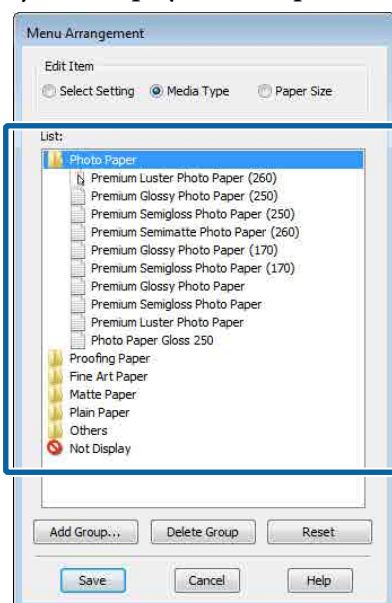 Menu Arrangement
Edit Item
Select Setting Media Type Paper Size
List:
Photo Paper
Premium Luster Photo Paper (260)
Premium Glossy Photo Paper (250)
Premium Semigloss Photo Paper (250)
Premium Semimatte Photo Paper (260)
Premium Glossy Photo Paper (170)
Premium Semigloss Photo Paper (170)
Premium Glossy Photo Paper
Premium Semigloss Photo Paper
Premium Luster Photo Paper
Photo Paper Gloss 250
Proofing Paper
Fine Art Paper
Matte Paper
Plain Paper
Others
Not Display
Add Group... Delete Group Reset
Save Cancel Help